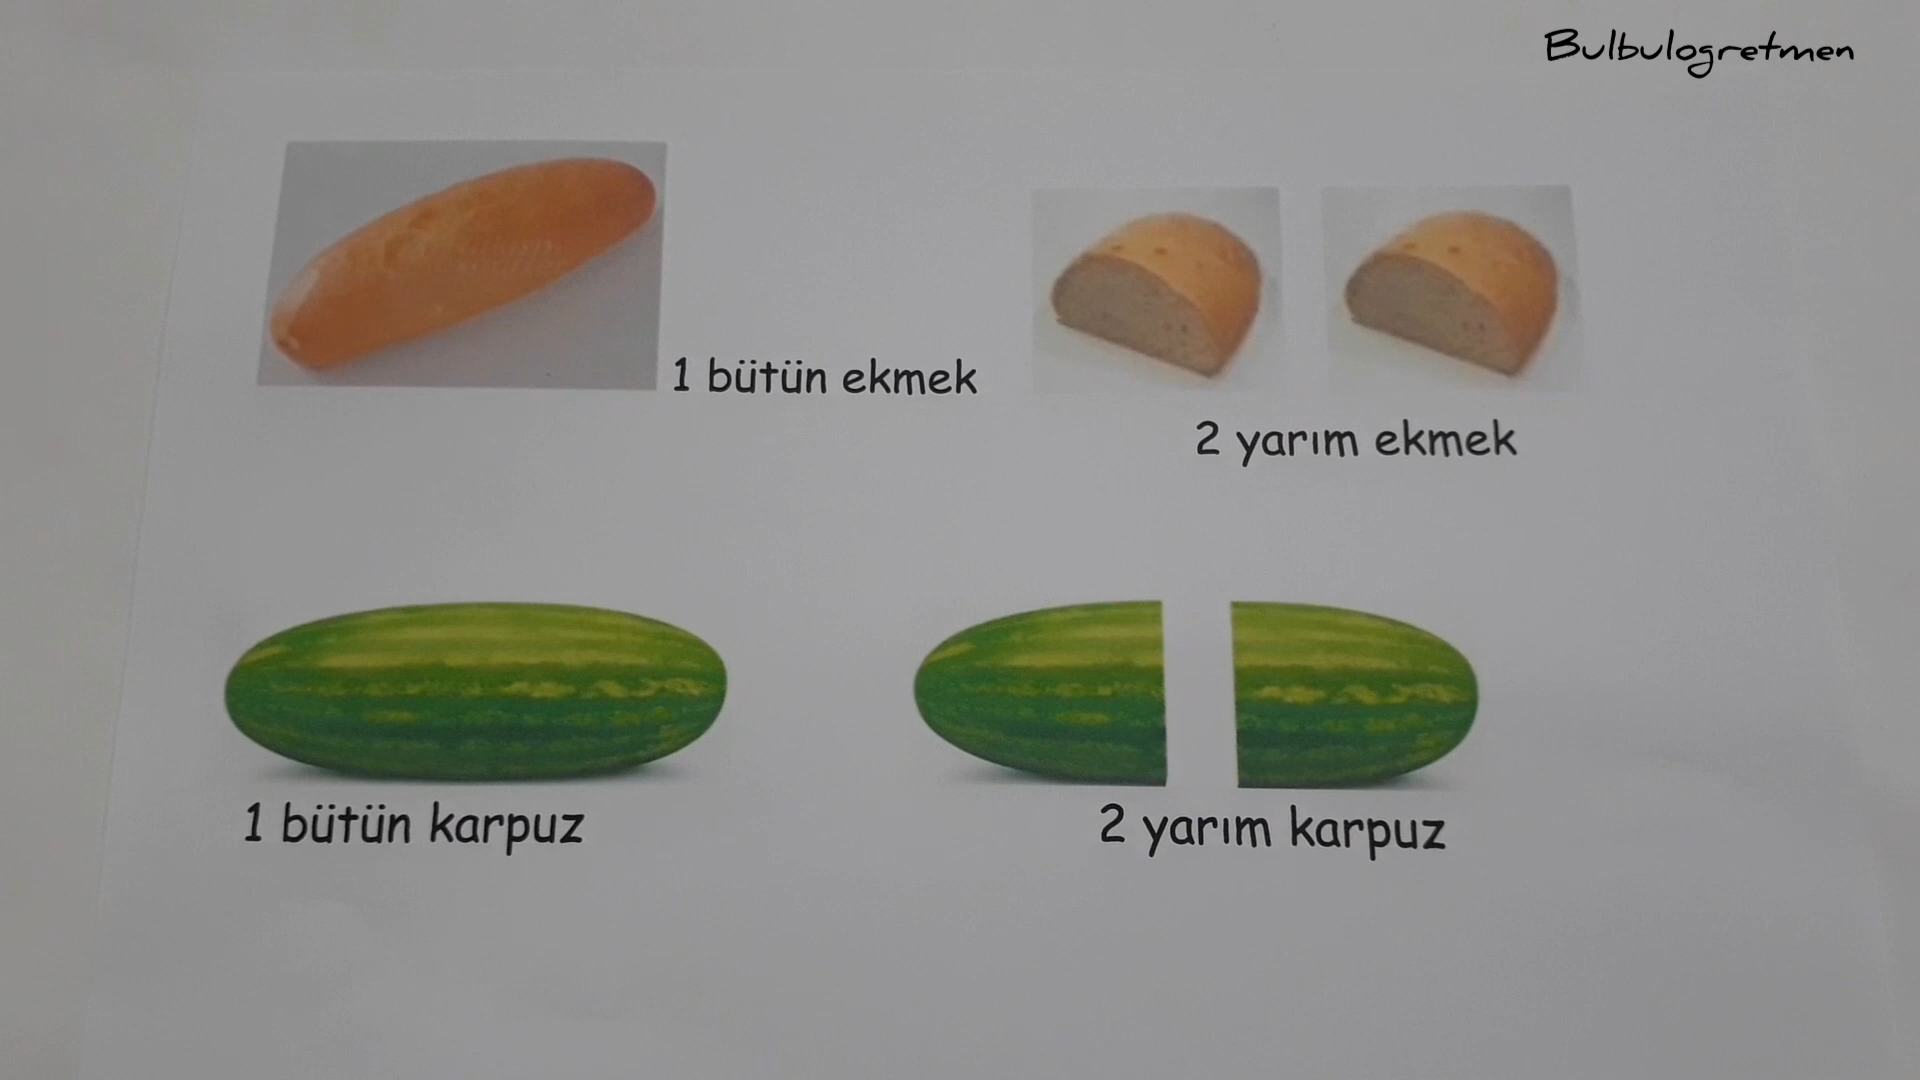 Bulbulogretmen
1 bütün ekmek
2 yarım ekmek
1 bütün karpuz
2 yarım karpuz